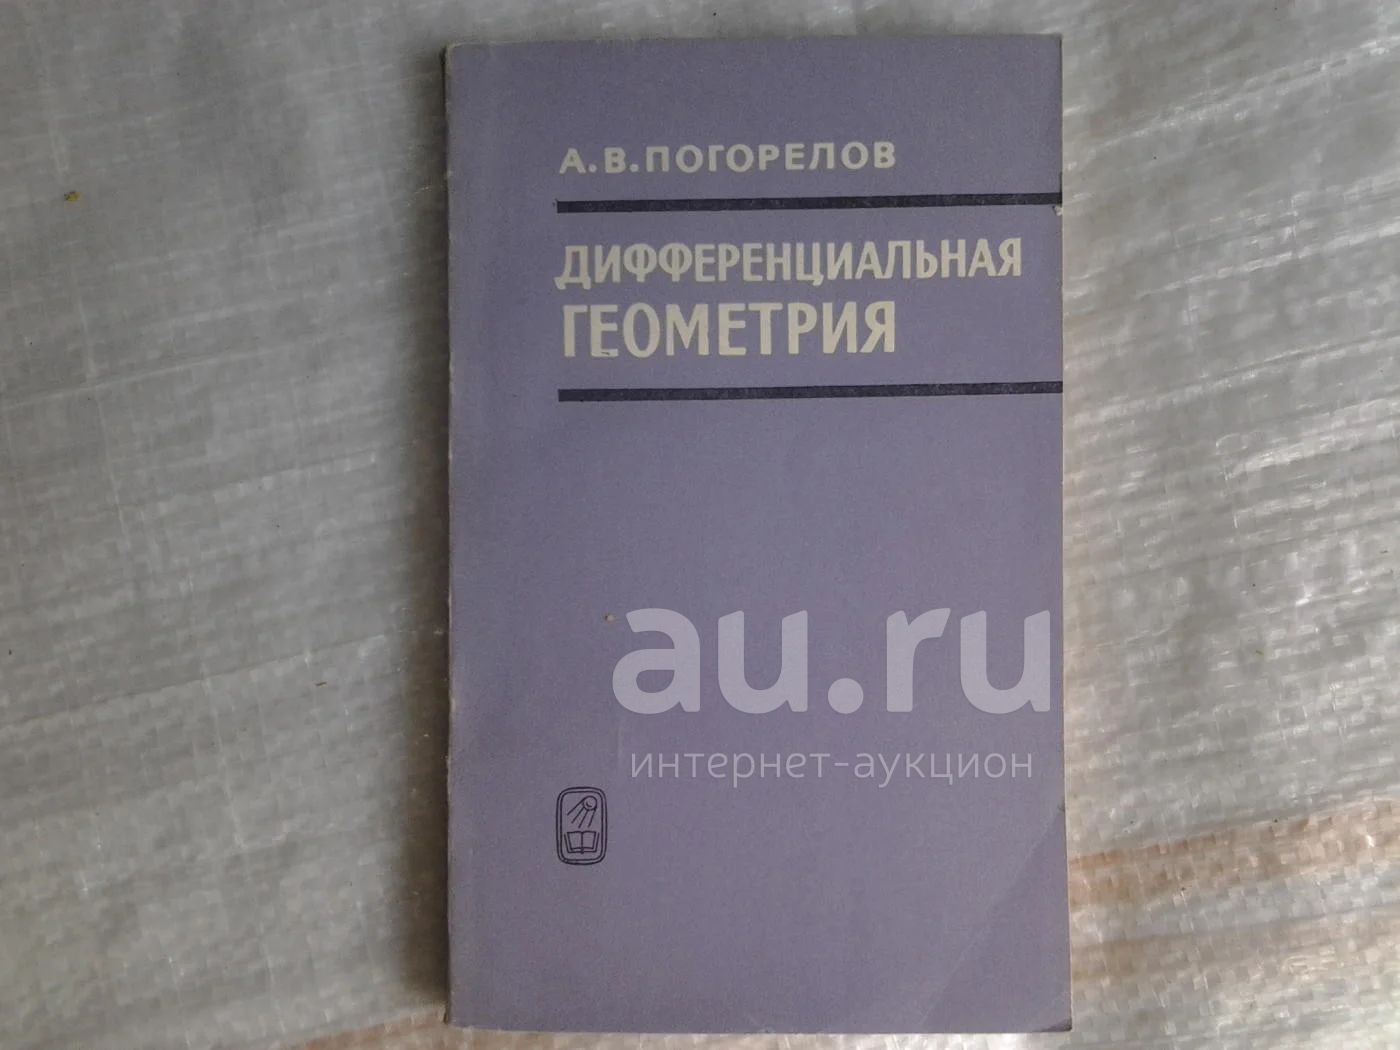 А.В.ПОГОРЕЛОВ
ДИФФЕРЕНЦИАЛЬНАЯ
ГЕОМЕТРИЯ
au.ru
интернет-аукцион